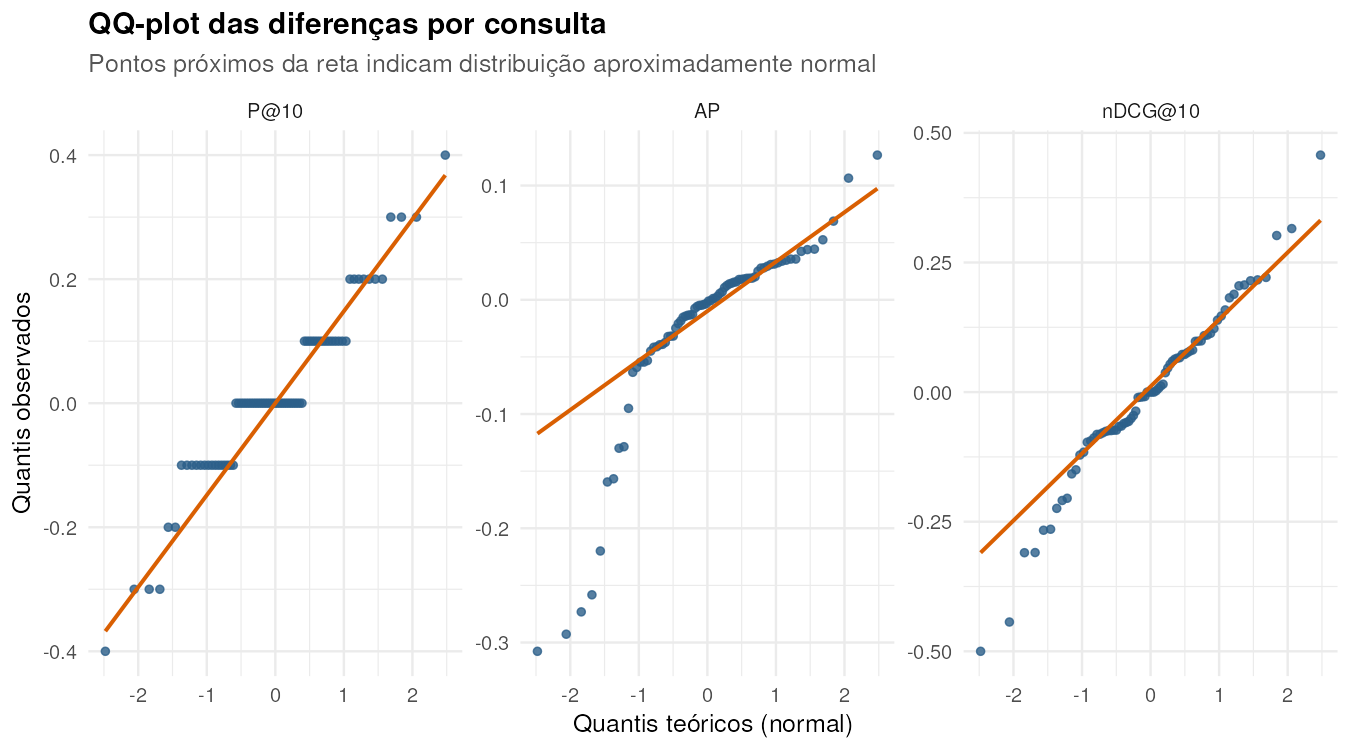 QQ-plot das diferenças por consulta
Pontos próximos da reta indicam distribuição aproximadamente normal
P@10
AP
nDCG@10
Quantis observados
0.4
0.2
0.0
-0.2
-0.4
-2 -1 0 1 2
0.1
0.0
-0.1
-0.2
-0.3
-2 -1 0 1 2
0.50
0.25
0.00
-0.25
-0.50
-2 -1 0 1 2
Quantis teóricos (normal)